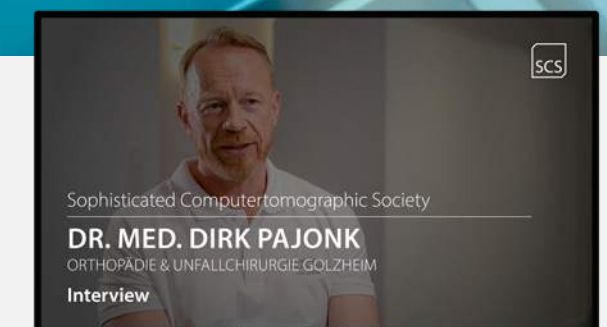 SCS
Sophisticated Computertomographic Society
DR. MED. DIRK PAJONK
ORTHOPÄDIE & UNFALLCHIRURGIE GOLZHEIM
Interview